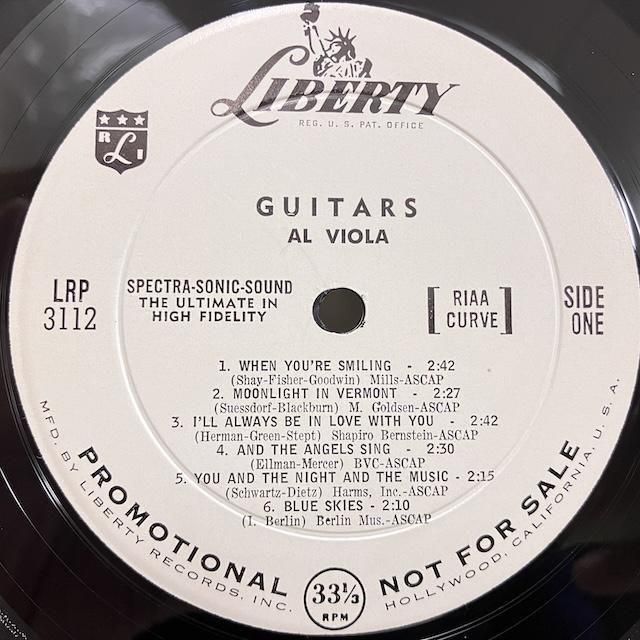 LIBERTY
REG. U. S. PAT. OFFICE
R L I
GUITARS
AL VIOLA
LRP
3112
SPECTRA-SONIC-SOUND
THE ULTIMATE IN
HIGH FIDELITY
[RIAA
CURVE]
SIDE
ONE
1. WHEN YOU'RE SMILING - 2:42
(Shay-Fisher-Goodwin) Mills-ASCAP
2. MOONLIGHT IN VERMONT - 2:27
(Suessdorf-Blackburn) M. Goldsen-ASCAP
3. I'LL ALWAYS BE IN LOVE WITH YOU - 2:42
(Herman-Green-Stept) Shapiro Bernstein-ASCAP
4. AND THE ANGELS SING - 2:30
(Ellman-Mercer) BVC-ASCAP
5. YOU AND THE NIGHT AND THE MUSIC - 2:15
(Schwartz-Dietz) Harms, Inc.-ASCAP
6. BLUE SKIES - 2:10
(I. Berlin) Berlin Mus.-ASCAP
PROMOTIONAL NOT FOR SALE
MFD. BY LIBERTY RECORDS, INC. HOLLYWOOD, CALIFORNIA, U. S. A.
33 1/3
RPM